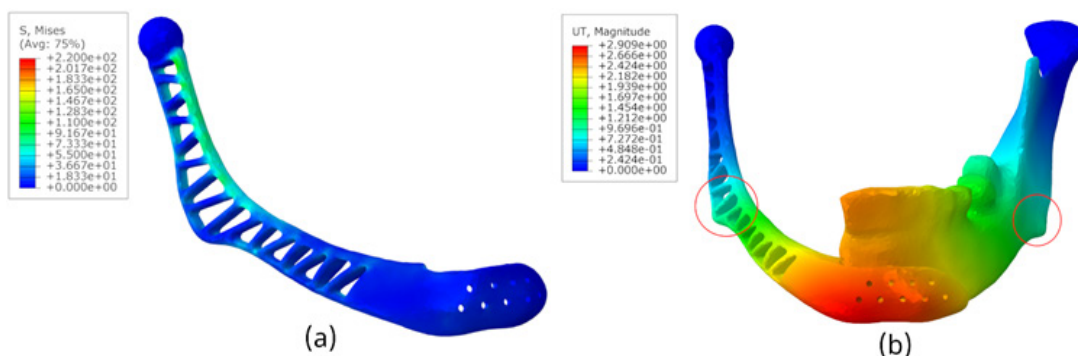 S, Mises
(Avg: 75%)
+2.200e+02
+2.017e+02
+1.833e+02
+1.650e+02
+1.467e+02
+1.283e+02
+1.100e+02
+9.167e+01
+7.333e+01
+5.500e+01
+3.667e+01
+1.833e+01
+0.000e+00
(a)
UT, Magnitude
+2.909e+00
+2.666e+00
+2.424e+00
+2.182e+00
+1.939e+00
+1.697e+00
+1.454e+00
+1.212e+00
+9.696e-01
+7.272e-01
+4.848e-01
+2.424e-01
+0.000e+00
(b)